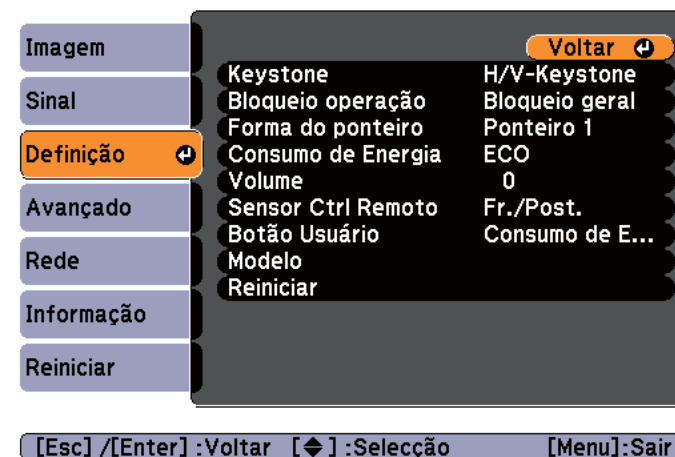 Imagem
Sinal
Definição
Avançado
Rede
Informação
Reiniciar
Voltar
Keystone H/V-Keystone
Bloqueio operação Bloqueio geral
Forma do ponteiro Ponteiro 1
Consumo de Energia ECO
Volume 0
Sensor Ctrl Remoto Fr./Post.
Botão Usuário Consumo de E...
Modelo
Reiniciar
[Esc] /[Enter] :Voltar [◆] :Selecção [Menu]:Sair